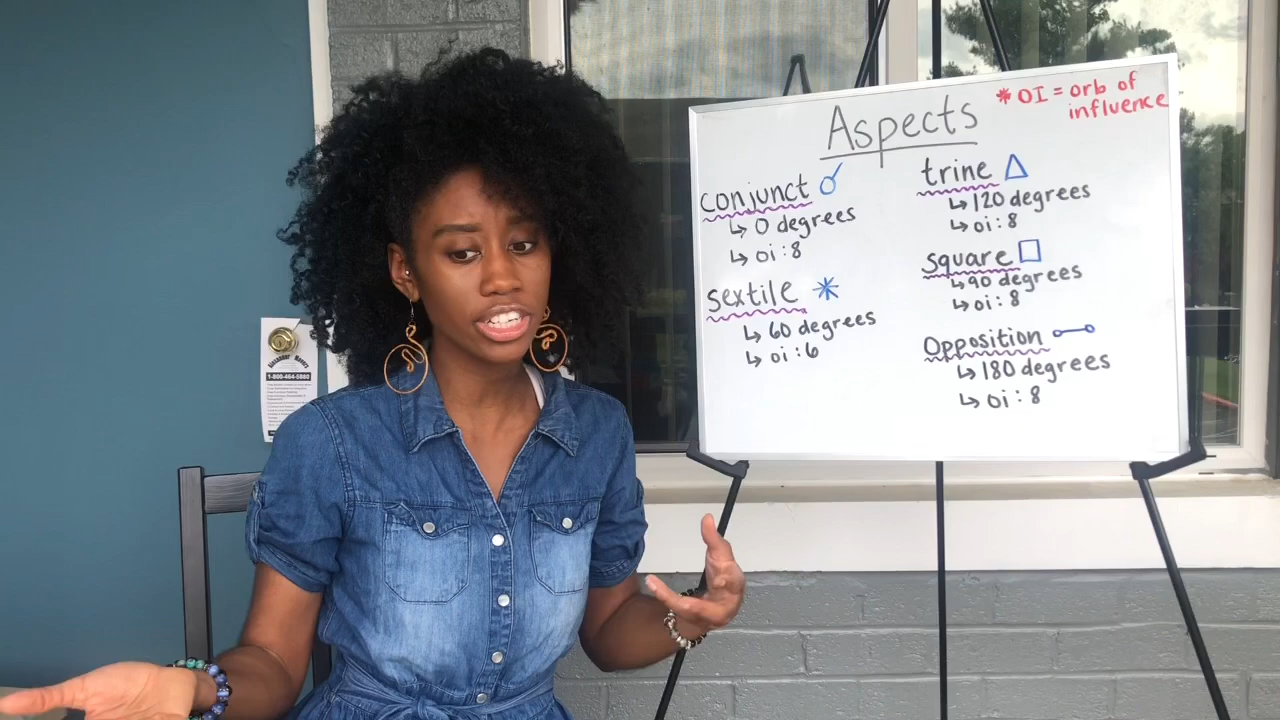 Aspects
* OI = orb of
influence
conjunct
↳ 0 degrees
↳ oi : 8
sextile
↳ 60 degrees
↳ oi : 6
trine
↳ 120 degrees
↳ oi : 8
square
↳ 90 degrees
↳ oi : 8
Opposition
↳ 180 degrees
↳ oi : 8
1-800-464-5880